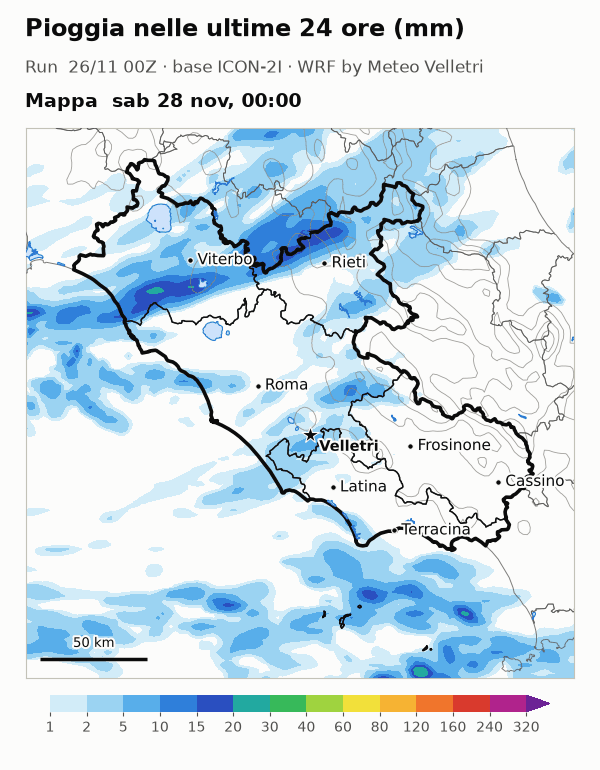 Pioggia nelle ultime 24 ore (mm)
Run  26/11 00Z · base ICON-2I · WRF by Meteo Velletri
Mappa  sab 28 nov, 00:00
Viterbo
Rieti
Roma
Velletri
Frosinone
Latina
Cassino
Terracina
50 km
1 2 5 10 15 20 30 40 60 80 120 160 240 320